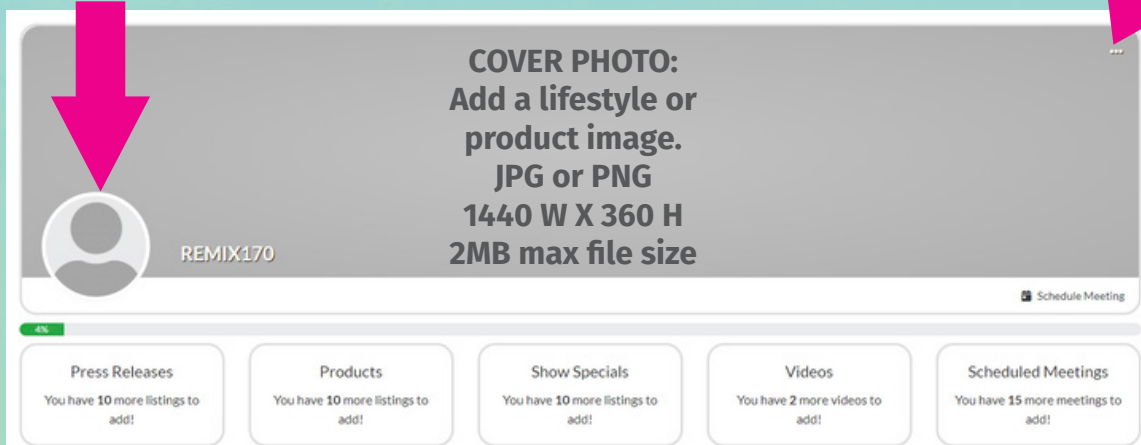 COVER PHOTO:
Add a lifestyle or
product image.
JPG or PNG
1440 W X 360 H
2MB max file size
REMIX170
Schedule Meeting
4%
Press Releases
You have 10 more listings to
add!
Products
You have 10 more listings to
add!
Show Specials
You have 10 more listings to
add!
Videos
You have 2 more videos to
add!
Scheduled Meetings
You have 15 more meetings to
add!